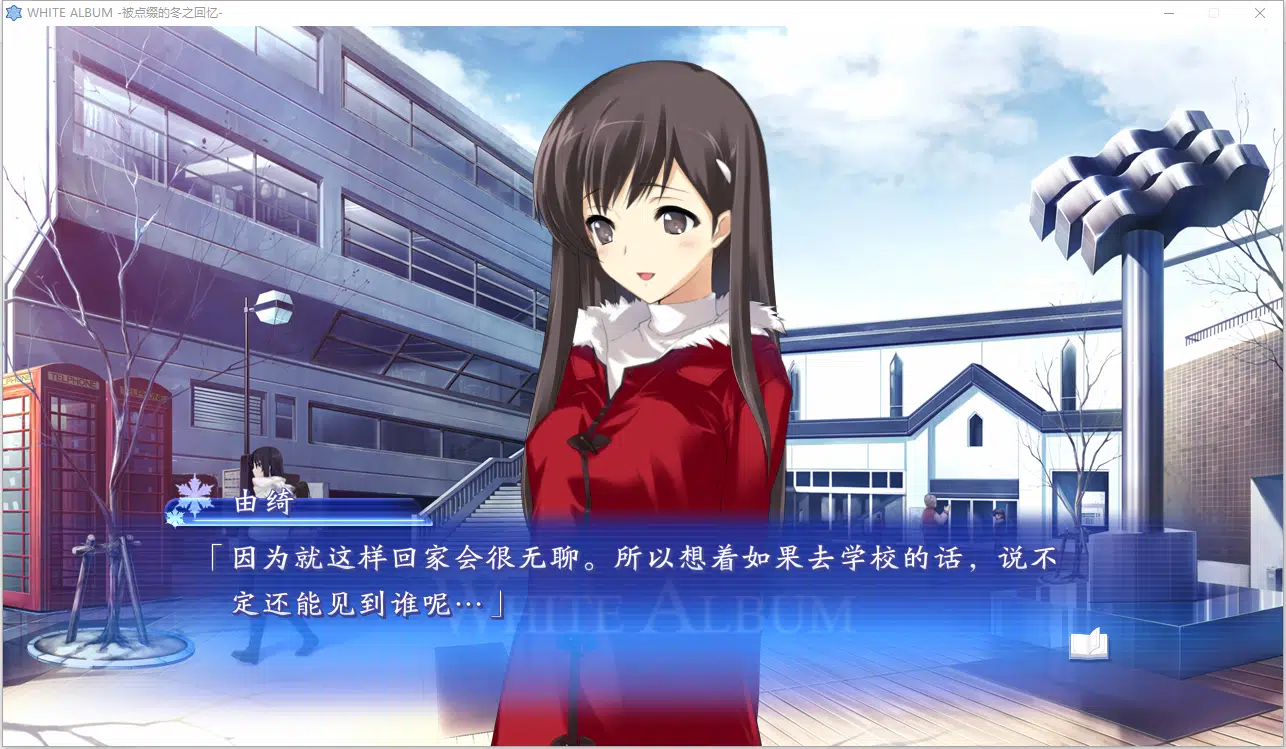 WHITE ALBUM -被点缀的冬之回忆-
TELEPHONE
由绮
「因为就这样回家会很无聊。所以想着如果去学校的话，说不
定还能见到谁呢…」
WHITE ALBUM